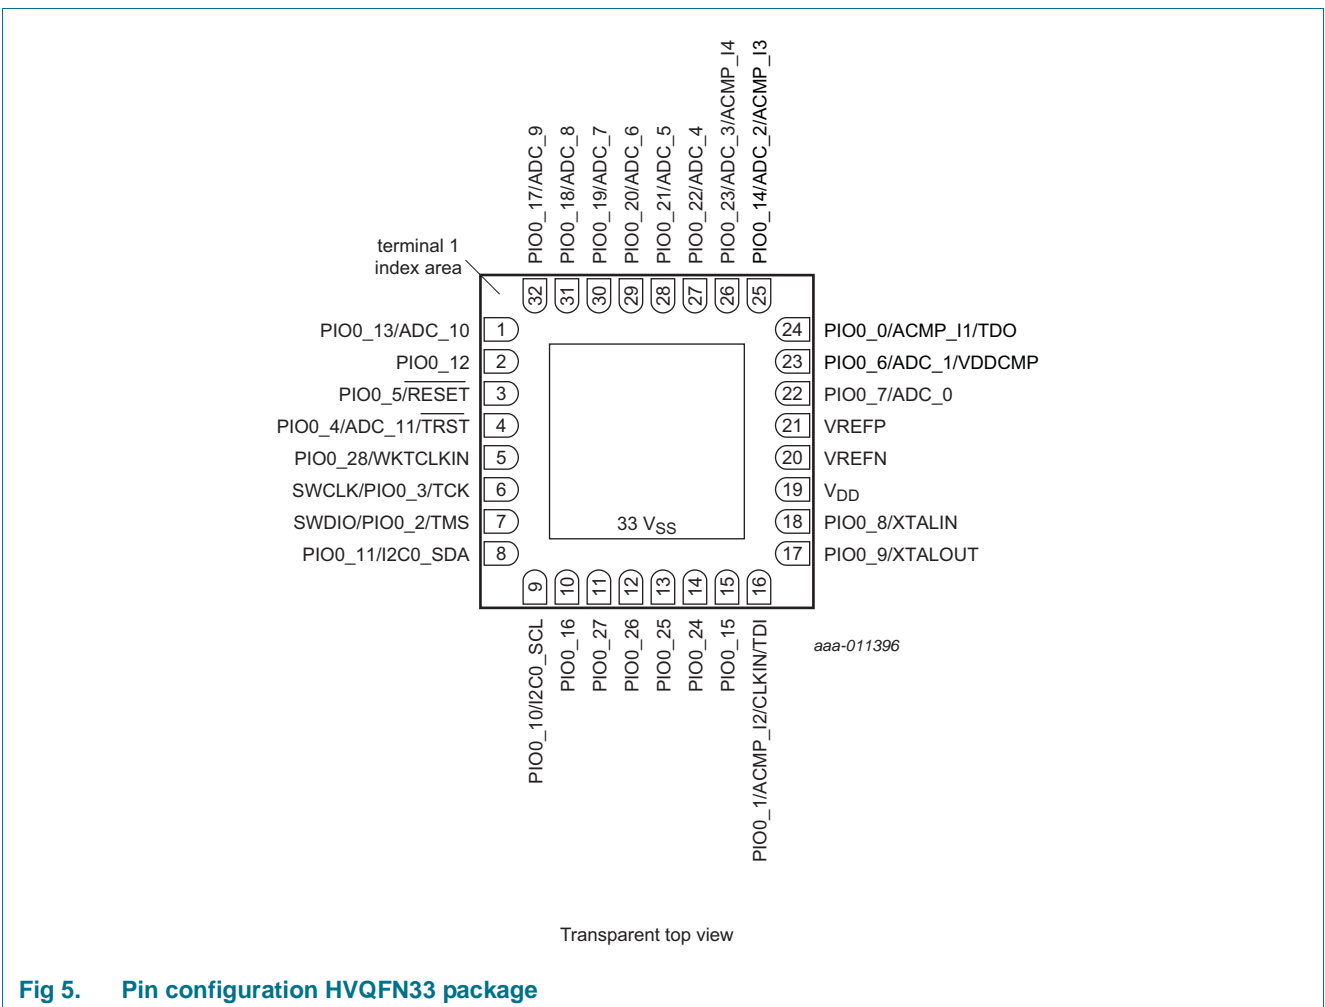 PIO0_17/ADC_9
PIO0_18/ADC_8
PIO0_19/ADC_7
PIO0_20/ADC_6
PIO0_21/ADC_5
PIO0_22/ADC_4
PIO0_23/ADC_3/ACMP_I4
PIO0_14/ADC_2/ACMP_I3
terminal 1
index area
32 31 30 29 28 27 26 25
PIO0_13/ADC_10 1
PIO0_12 2
PIO0_5/RESET 3
PIO0_4/ADC_11/TRST 4
PIO0_28/WKTCLKIN 5
SWCLK/PIO0_3/TCK 6
SWDIO/PIO0_2/TMS 7
PIO0_11/I2C0_SDA 8
24 PIO0_0/ACMP_I1/TDO
23 PIO0_6/ADC_1/VDDCMP
22 PIO0_7/ADC_0
21 VREFP
20 VREFN
19 VDD
18 PIO0_8/XTALIN
17 PIO0_9/XTALOUT
33 VSS
9 10 11 12 13 14 15 16
PIO0_10/I2C0_SCL
PIO0_16
PIO0_27
PIO0_26
PIO0_25
PIO0_24
PIO0_15
PIO0_1/ACMP_I2/CLKIN/TDI
aaa-011396
Transparent top view
Fig 5. Pin configuration HVQFN33 package